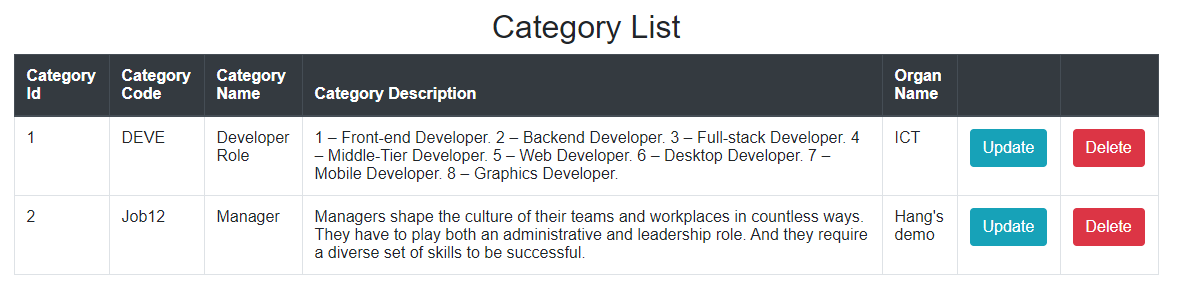 Category List
Category Id
Category Code
Category Name
Category Description
Organ Name
1
DEVE
Developer Role
1 – Front-end Developer. 2 – Backend Developer. 3 – Full-stack Developer. 4
– Middle-Tier Developer. 5 – Web Developer. 6 – Desktop Developer. 7 –
Mobile Developer. 8 – Graphics Developer.
ICT
Update
Delete
2
Job12
Manager
Managers shape the culture of their teams and workplaces in countless ways.
They have to play both an administrative and leadership role. And they require
a diverse set of skills to be successful.
Hang's demo
Update
Delete